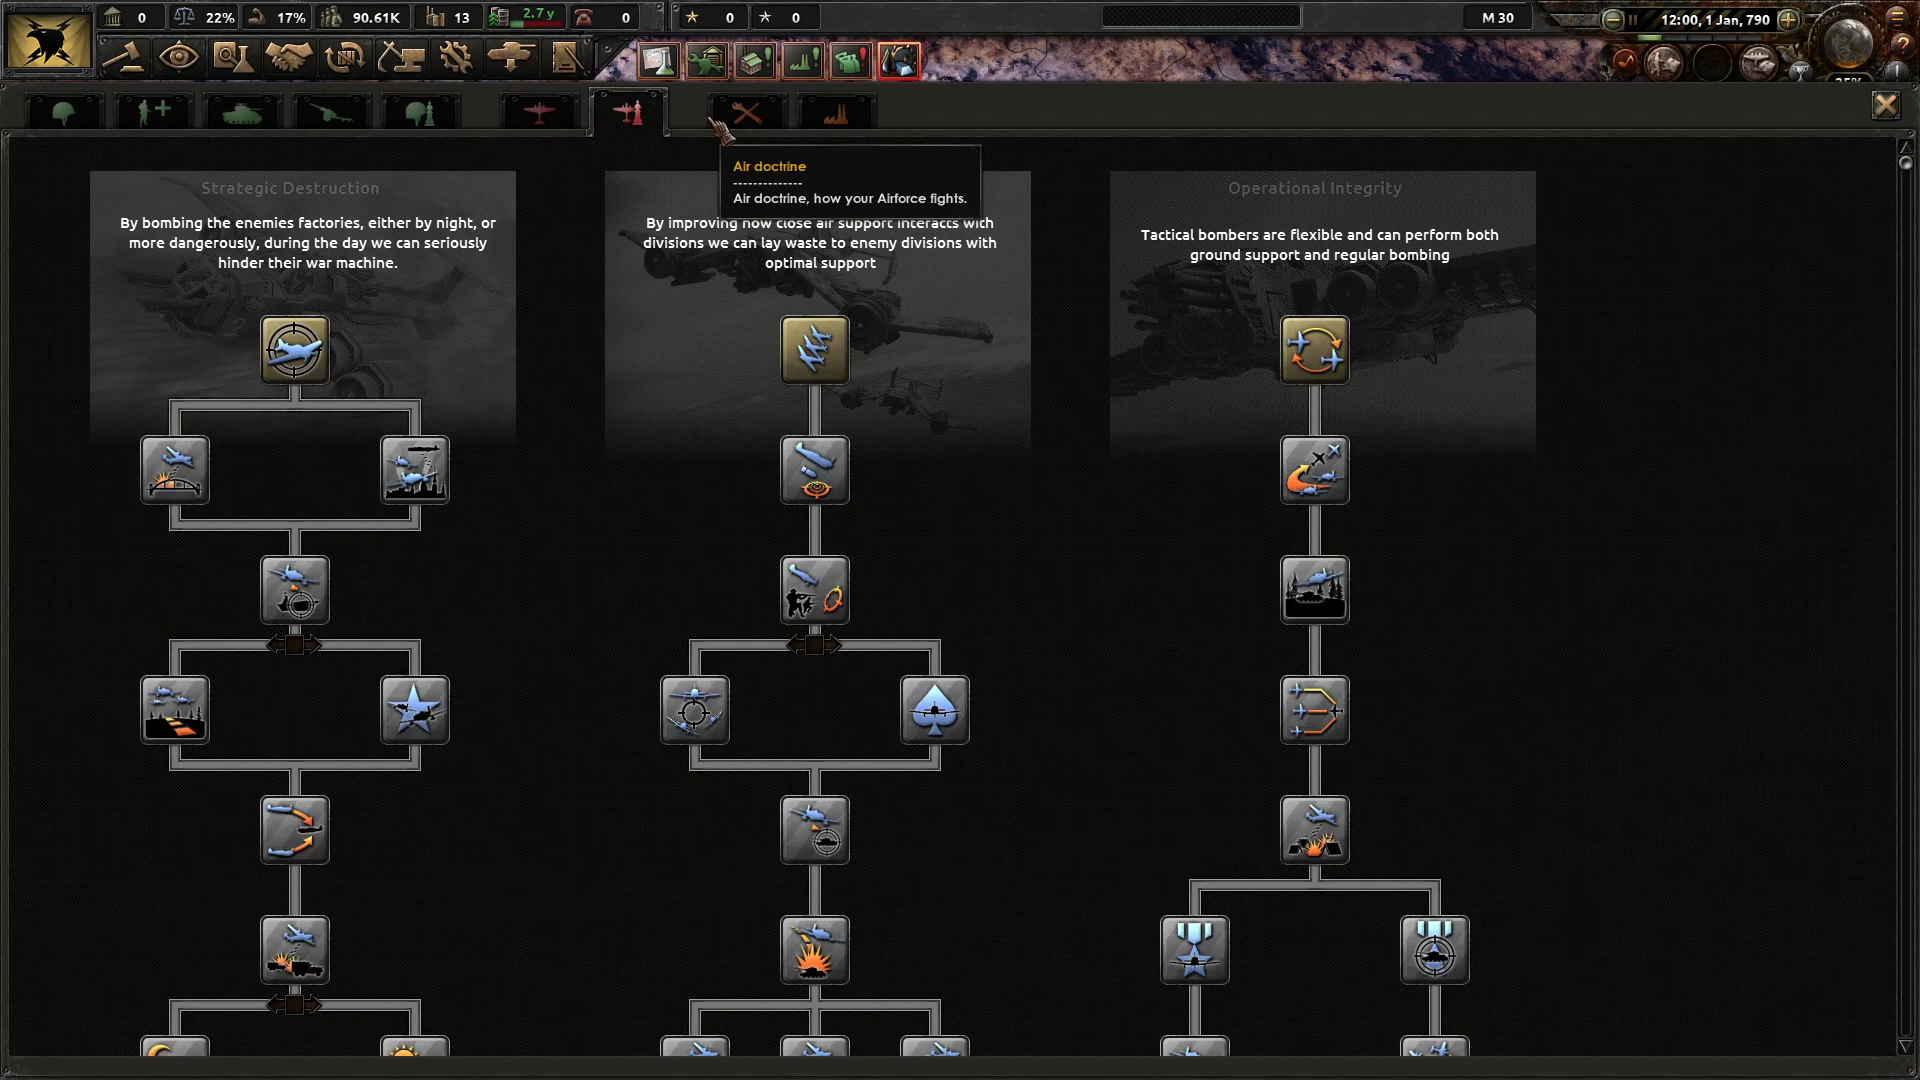 0
22%
17%
90.61K
13
2.7 y
0
0
0
M 30
12:00, 1 Jan, 790
Air doctrine
--------------
Air doctrine, how your Airforce fights.
Strategic Destruction
By bombing the enemies factories, either by night, or
more dangerously, during the day we can seriously
hinder their war machine.
By improving how close air support interacts with
divisions we can lay waste to enemy divisions with
optimal support
Operational Integrity
Tactical bombers are flexible and can perform both
ground support and regular bombing